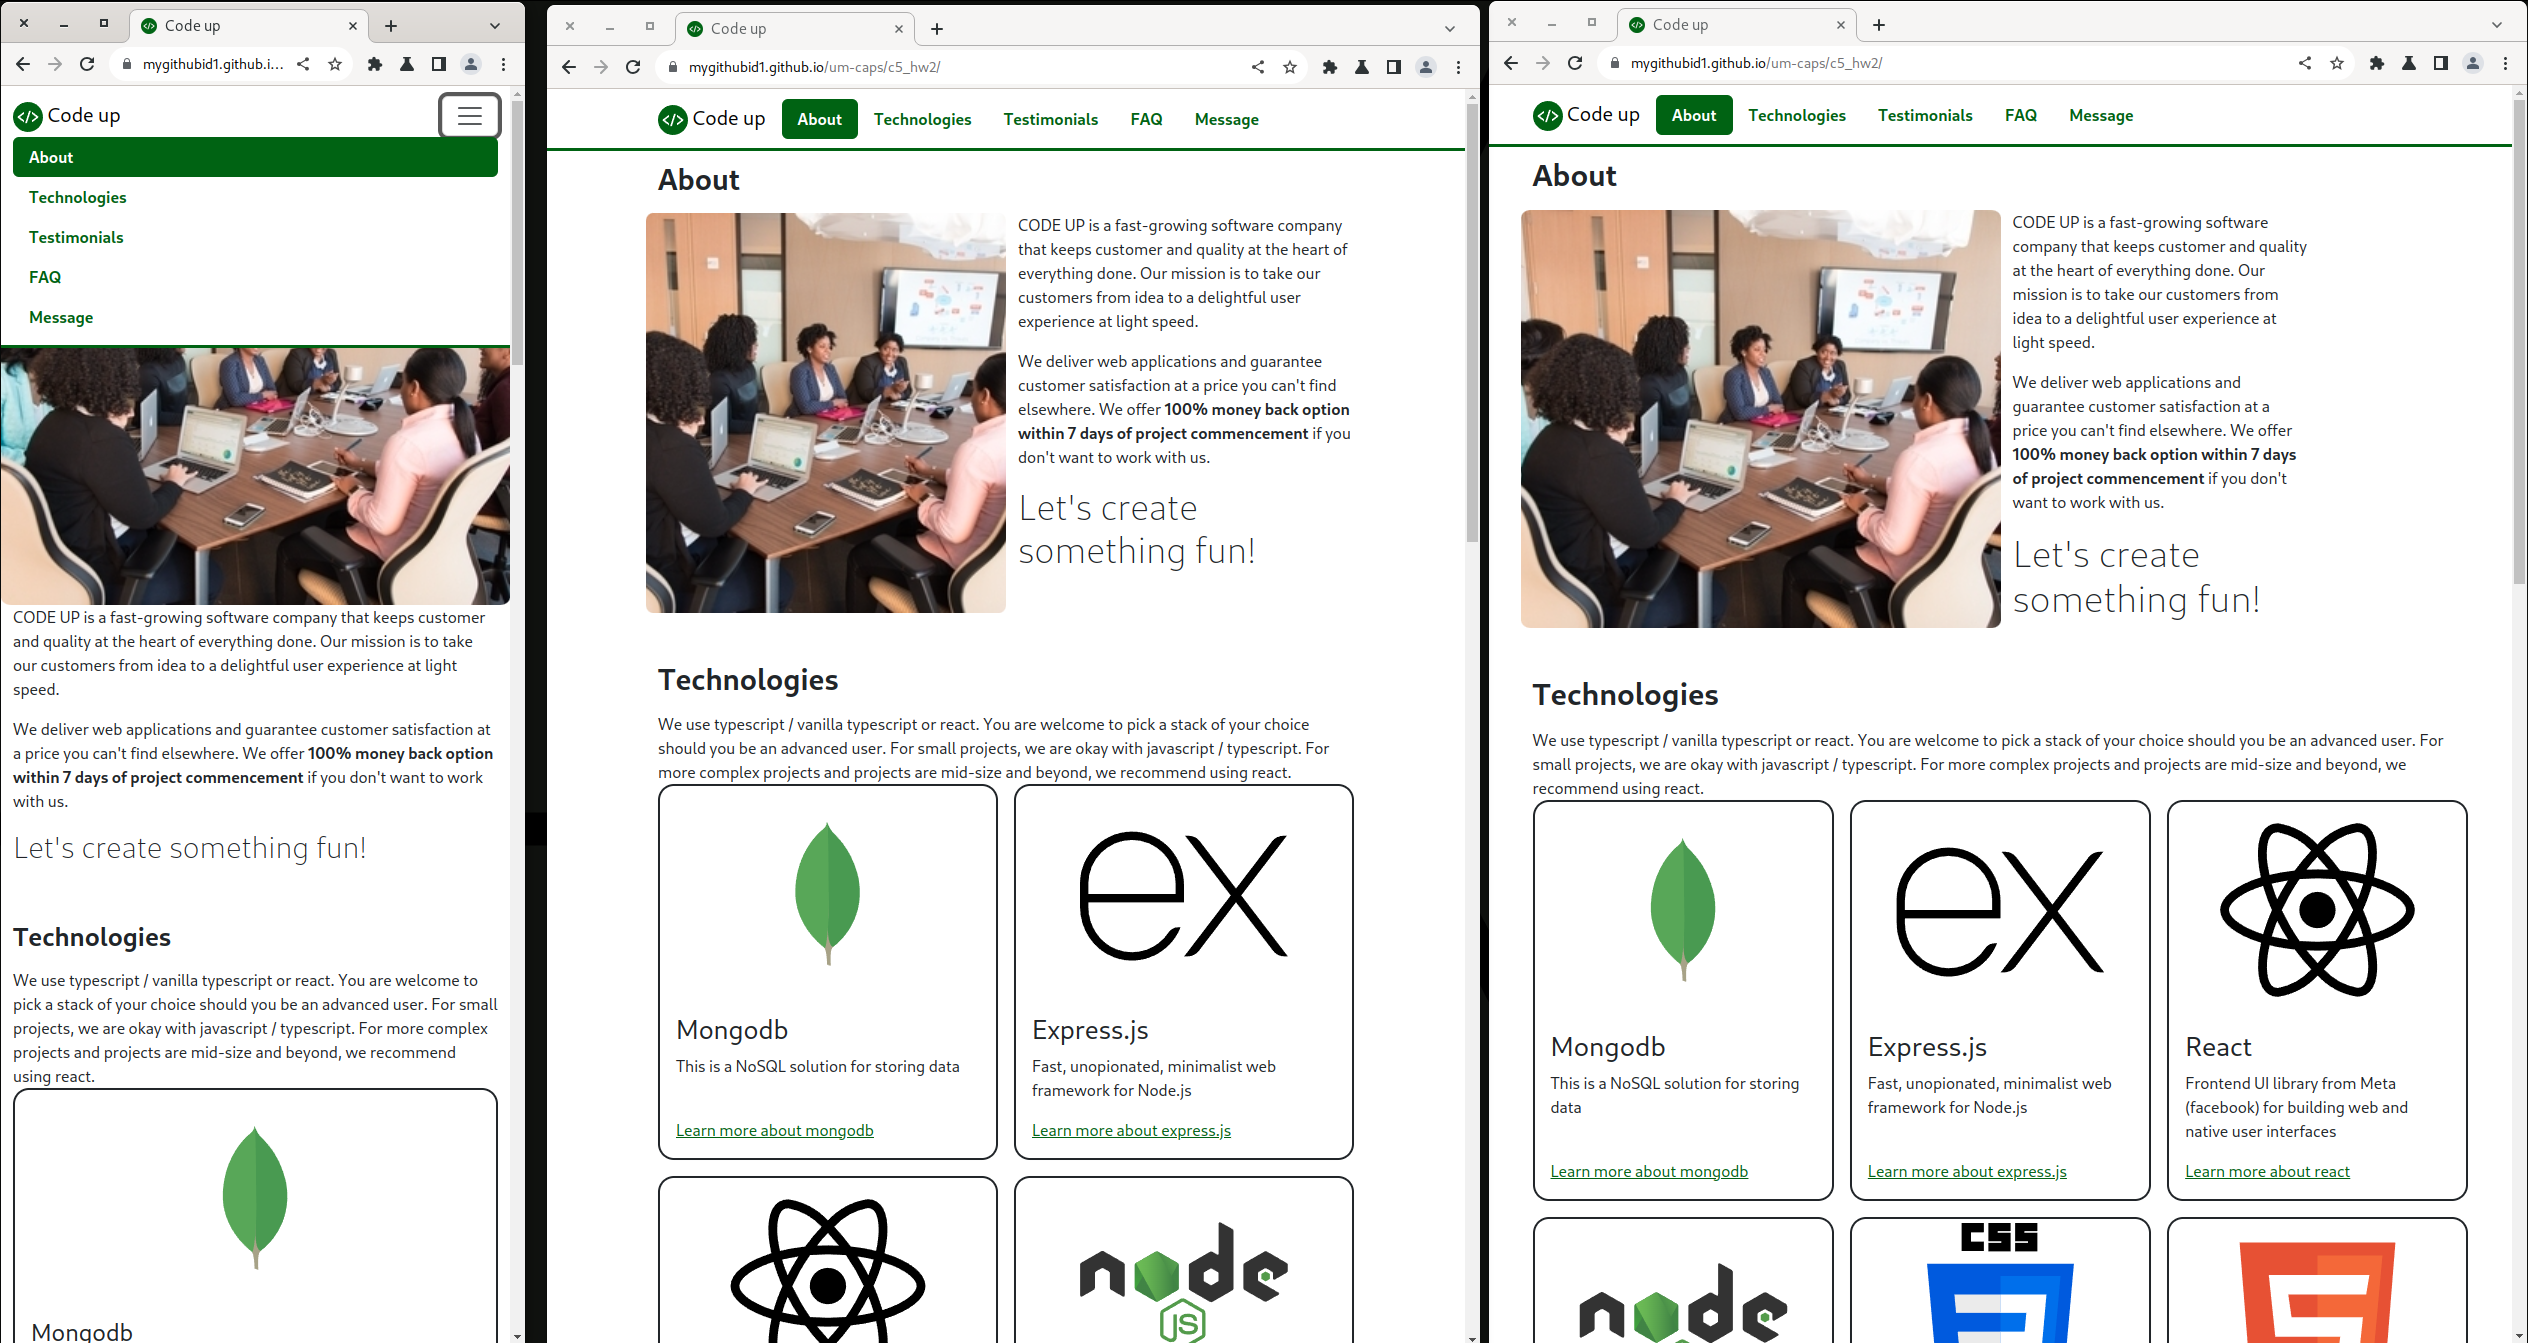 Code up
mygithubid1.github.i...
Code up
About
Technologies
Testimonials
FAQ
Message
CODE UP is a fast-growing software company that keeps customer
and quality at the heart of everything done. Our mission is to take
our customers from idea to a delightful user experience at light
speed.
We deliver web applications and guarantee customer satisfaction at
a price you can't find elsewhere. We offer 100% money back option
within 7 days of project commencement if you don't want to work
with us.
Let's create something fun!
Technologies
We use typescript / vanilla typescript or react. You are welcome to
pick a stack of your choice should you be an advanced user. For small
projects, we are okay with javascript / typescript. For more complex
projects and projects are mid-size and beyond, we recommend
using react.
Mongodb
Code up
mygithubid1.github.io/um-caps/c5_hw2/
Code up About Technologies Testimonials FAQ Message
About
CODE UP is a fast-growing software company
that keeps customer and quality at the heart of
everything done. Our mission is to take our
customers from idea to a delightful user
experience at light speed.
We deliver web applications and guarantee
customer satisfaction at a price you can't find
elsewhere. We offer 100% money back option
within 7 days of project commencement if you
don't want to work with us.
Let's create
something fun!
Technologies
We use typescript / vanilla typescript or react. You are welcome to pick a stack of your choice
should you be an advanced user. For small projects, we are okay with javascript / typescript. For
more complex projects and projects are mid-size and beyond, we recommend using react.
ex
Mongodb
This is a NoSQL solution for storing data
Learn more about mongodb
Express.js
Fast, unopionated, minimalist web
framework for Node.js
Learn more about express.js
node
JS
Code up
mygithubid1.github.io/um-caps/c5_hw2/
Code up About Technologies Testimonials FAQ Message
About
CODE UP is a fast-growing software
company that keeps customer and quality
at the heart of everything done. Our
mission is to take our customers from
idea to a delightful user experience at
light speed.
We deliver web applications and
guarantee customer satisfaction at a
price you can't find elsewhere. We offer
100% money back option within 7 days
of project commencement if you don't
want to work with us.
Let's create
something fun!
Technologies
We use typescript / vanilla typescript or react. You are welcome to pick a stack of your choice should you be an advanced user. For
small projects, we are okay with javascript / typescript. For more complex projects and projects are mid-size and beyond, we
recommend using react.
ex
Mongodb
This is a NoSQL solution for storing
data
Learn more about mongodb
Express.js
Fast, unopionated, minimalist web
framework for Node.js
Learn more about express.js
React
Frontend UI library from Meta
(facebook) for building web and
native user interfaces
Learn more about react
node
CSS